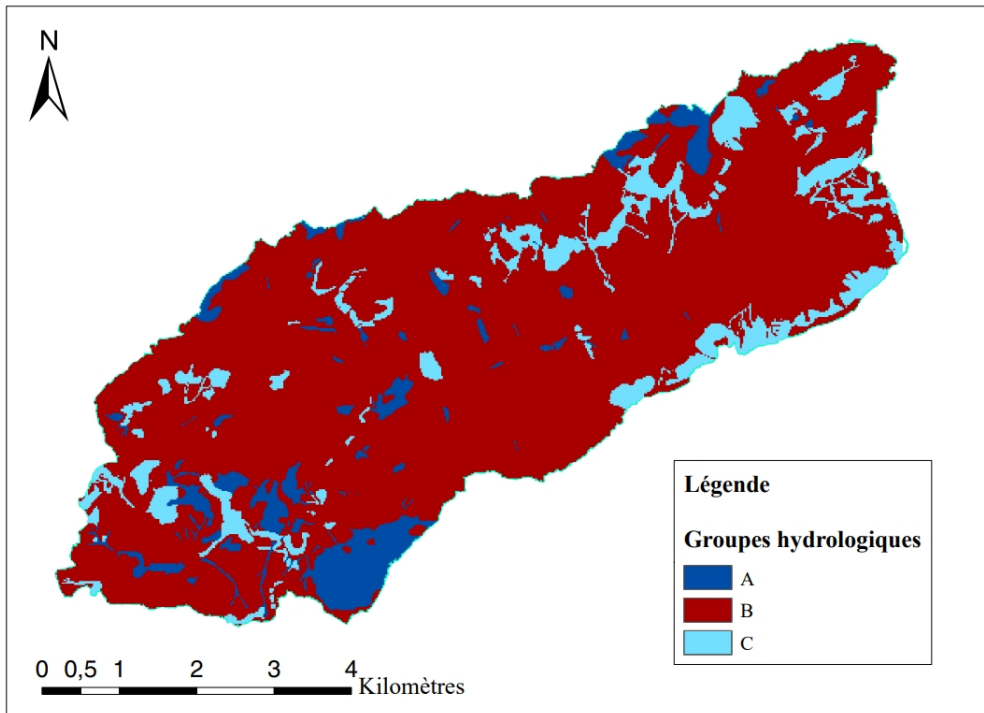 N
Légende
Groupes hydrologiques
A
B
C
0 0,5 1 2 3 4
Kilomètres